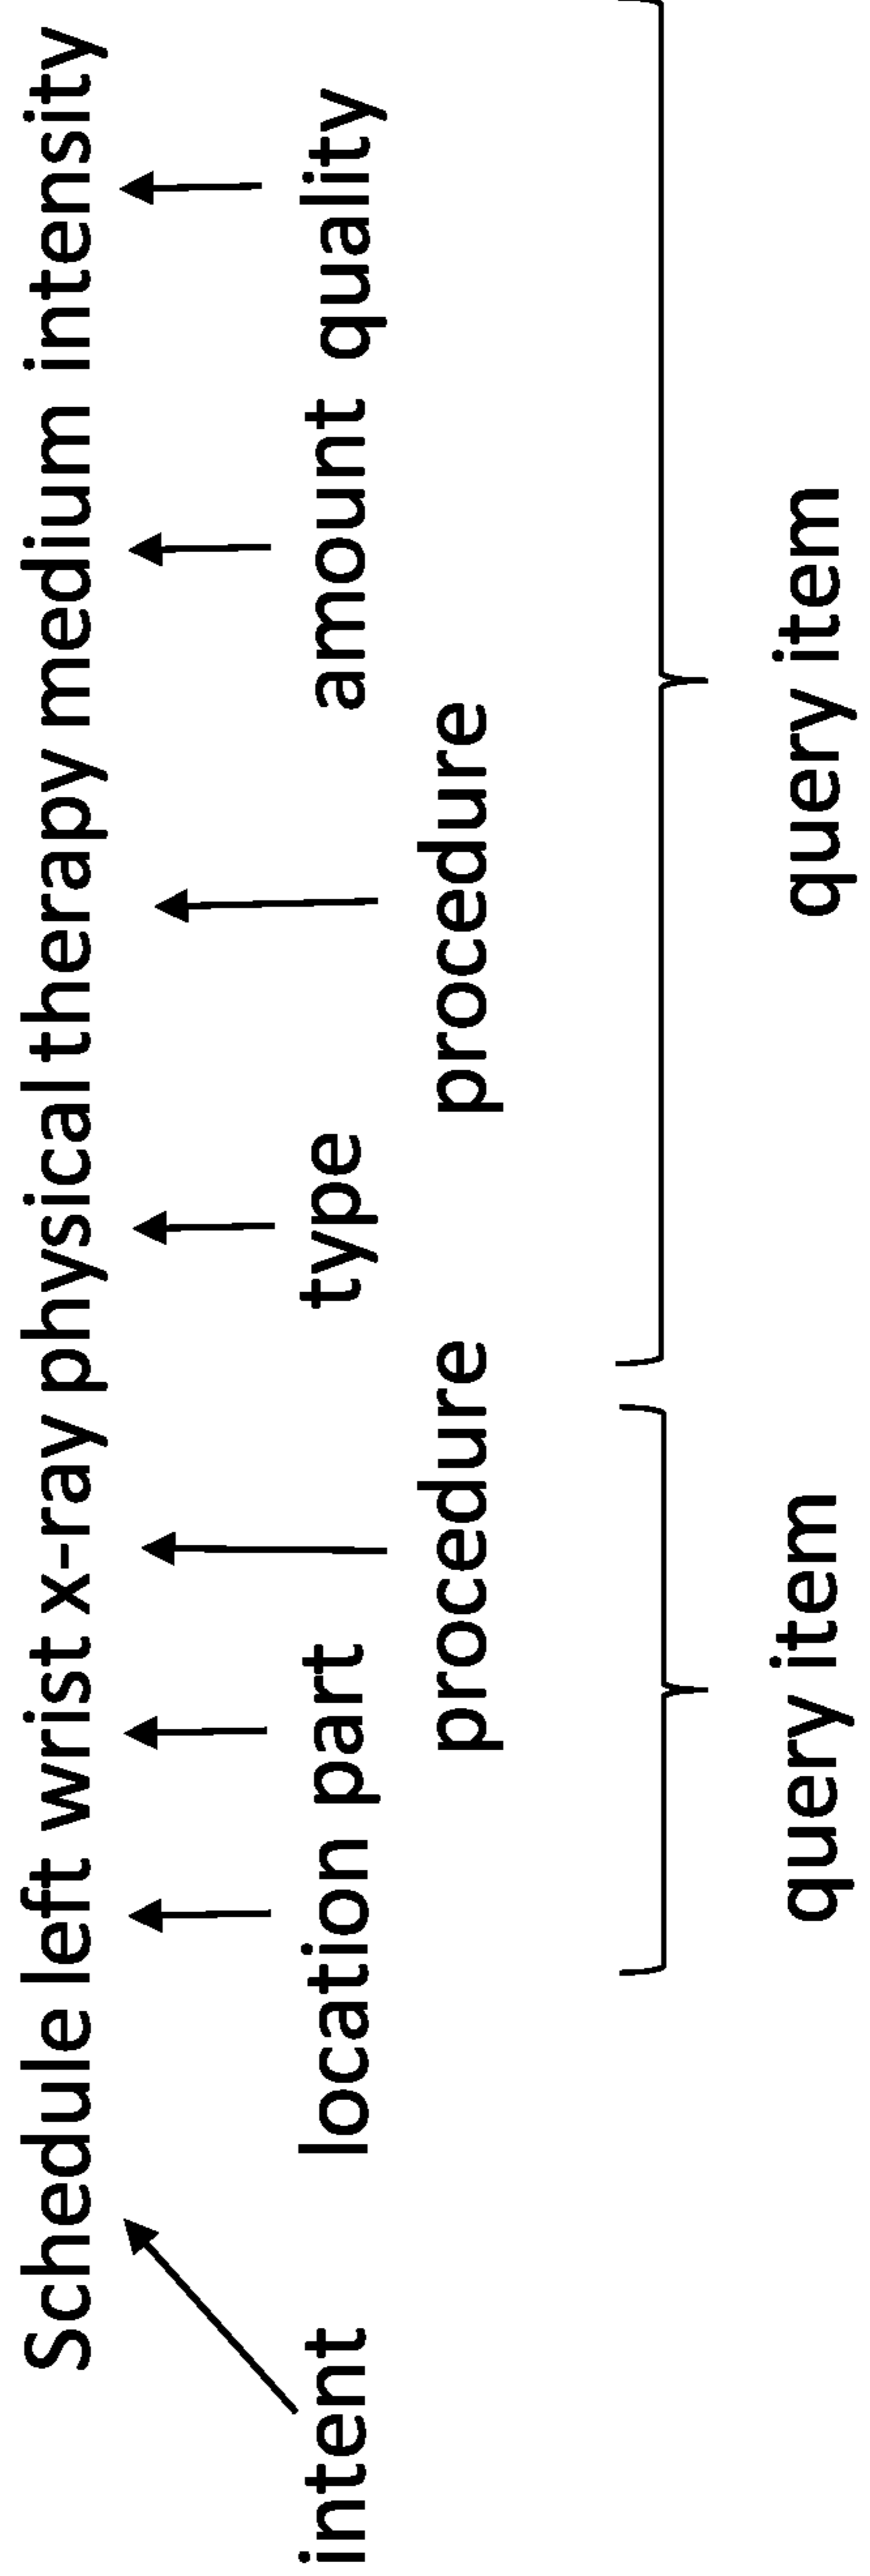 Schedule left wrist x-ray physical therapy medium intensity
intent location part type amount quality
procedure procedure
query item query item